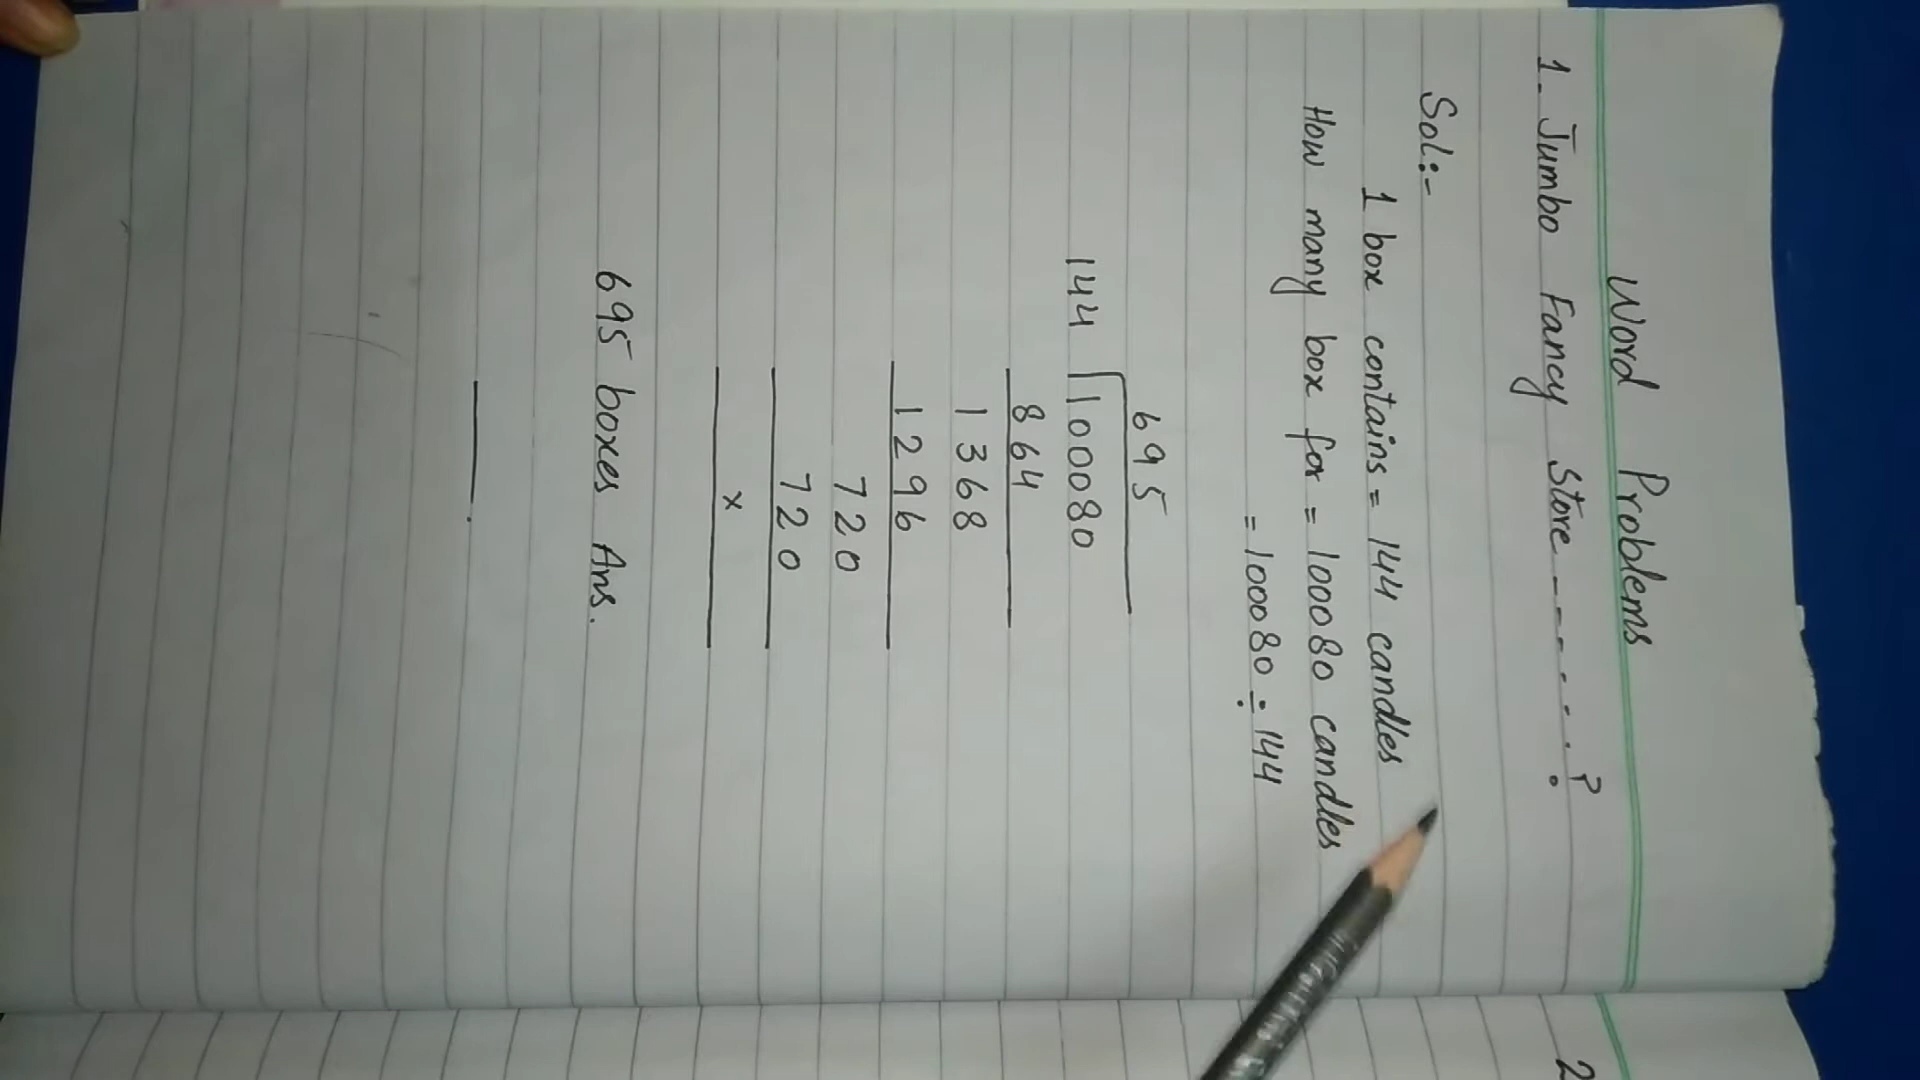 Word Problems
1- Jumbo Fancy Store - - - - - - - ?
Sol:-
1 box contains = 144 candles
How many box for = 100080 candles
= 100080 ÷ 144
695
144 100080
864
1368
1296
720
720
x
695 boxes Ans.
2